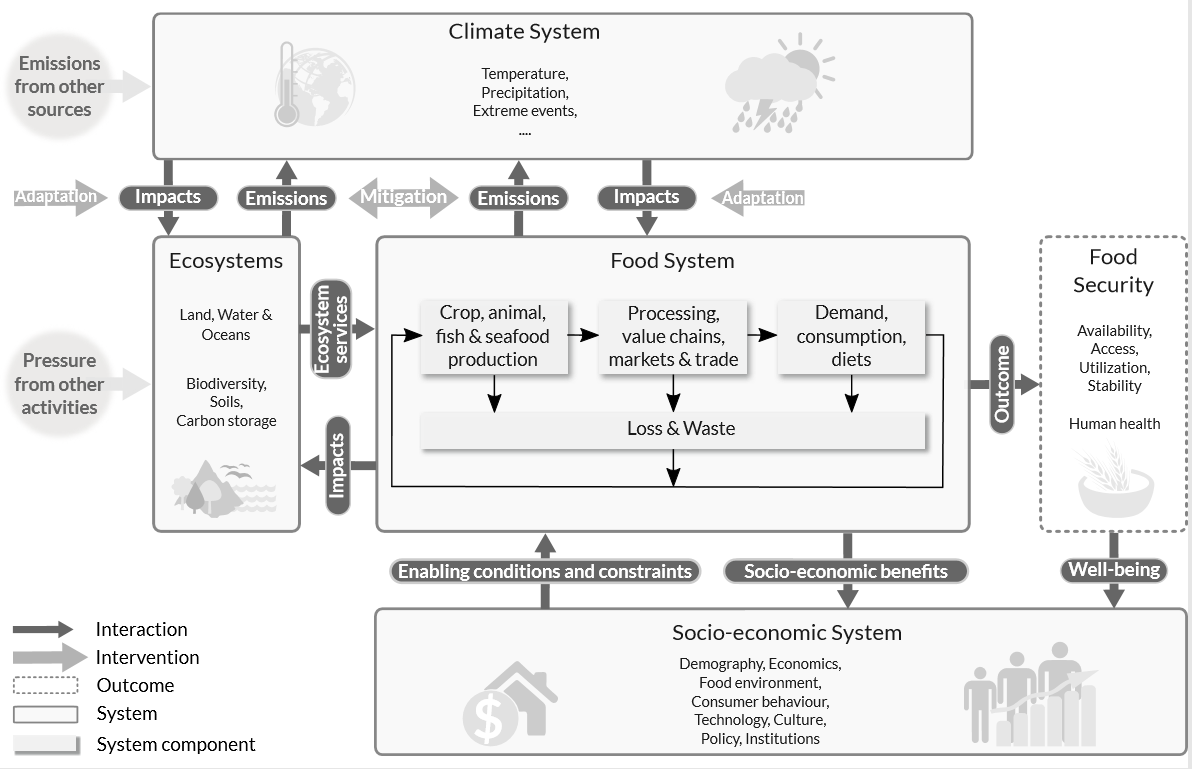 Climate System
Emissions
from other
sources
Temperature,
Precipitation,
Extreme events,
....
$
Adaptation
Impacts
Emissions
Mitigation
Emissions
Impacts
Adaptation
Ecosystems
Land, Water &
Oceans
Biodiversity,
Soils,
Carbon storage
Pressure
from other
activities
Ecosystem
services
Impacts
Food System
Crop, animal,
fish & seafood
production
Processing,
value chains,
markets & trade
Demand,
consumption,
diets
Loss & Waste
Outcome
Food
Security
Availability,
Access,
Utilization,
Stability
Human health
Enabling conditions and constraints
Socio-economic benefits
Well-being
Socio-economic System
Demography, Economics,
Food environment,
Consumer behaviour,
Technology, Culture,
Policy, Institutions
Interaction
Intervention
Outcome
System
System component